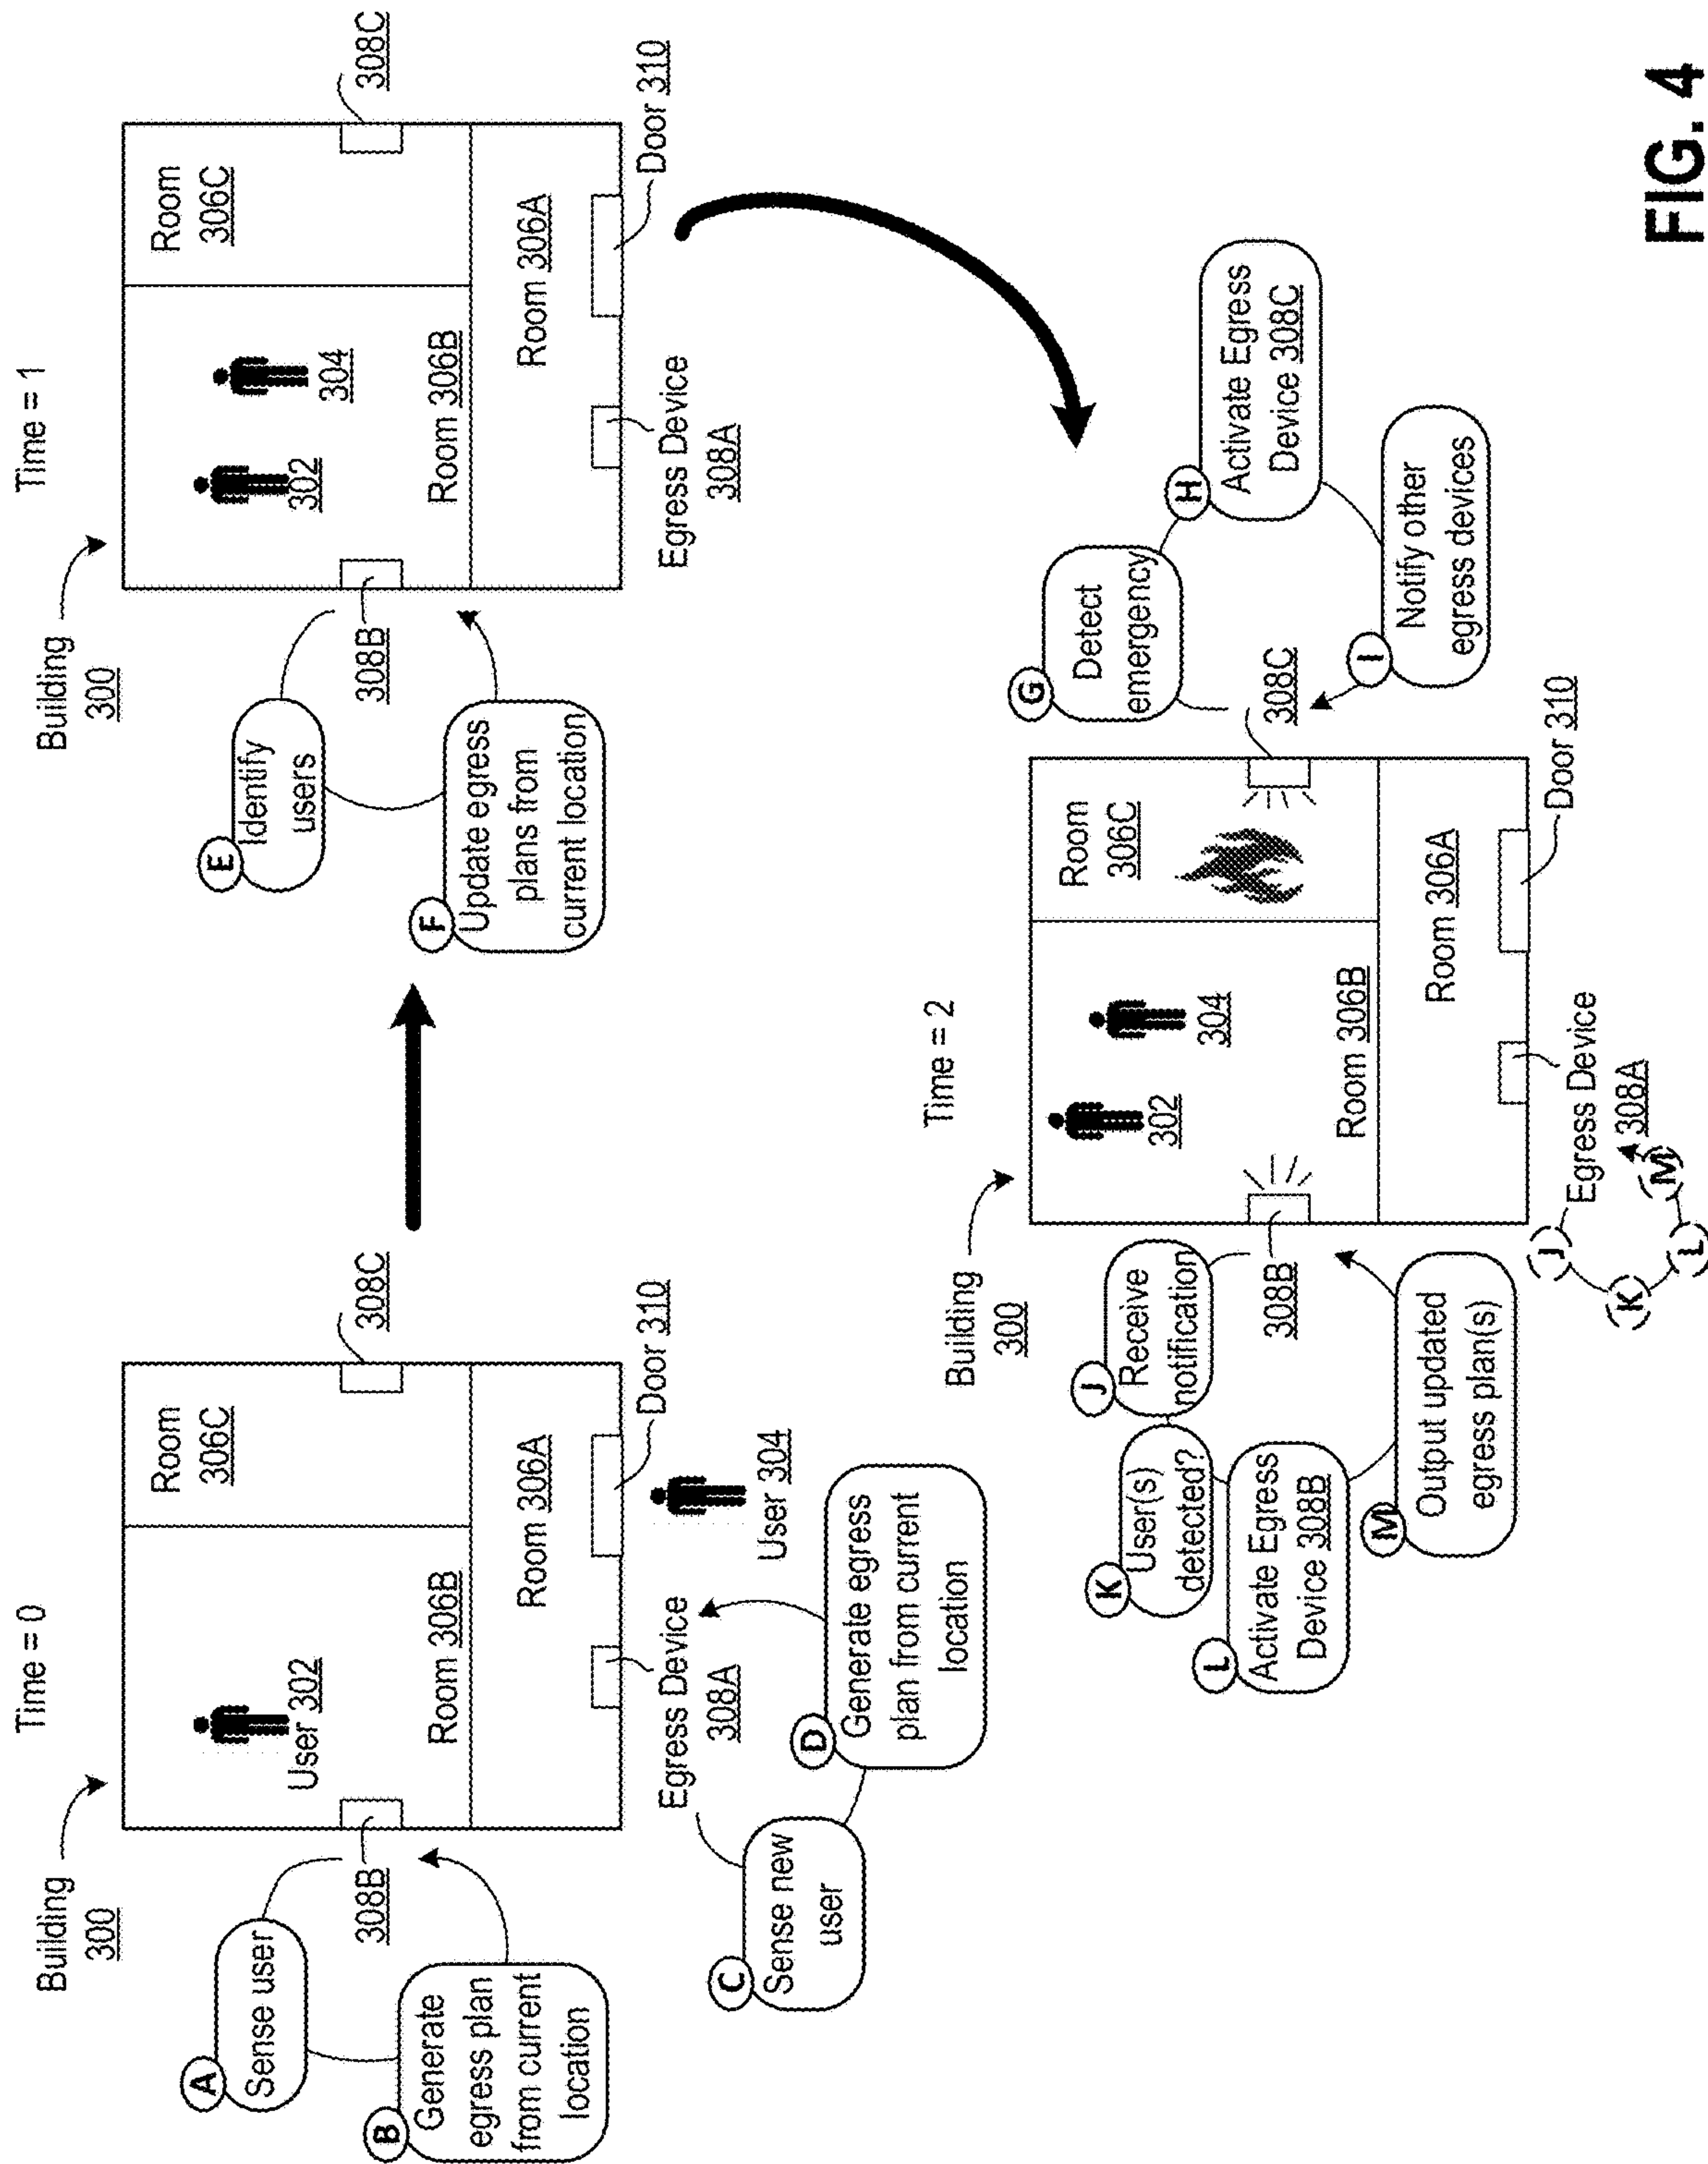 Time = 0
Building
300
A
Sense user
B
Generate
egress plan
from current
location
308B
User 302
Room 306B
Room
306C
308C
Room 306A
Door 310
Egress Device
308A
User 304
C
Sense new
user
D
Generate egress
plan from current
location
Time = 1
Building
300
E
Identify
users
F
Update egress
plans from
current location
308B
302
304
Room 306B
Room
306C
308C
Room 306A
Door 310
Egress Device
308A
Time = 2
Building
300
J
Receive
notification
K
User(s)
detected?
L
Activate Egress
Device 308B
M
Output updated
egress plan(s)
308B
302
304
Room 306B
Room
306C
308C
Room 306A
Door 310
Egress Device
308A
J
K
L
M
G
Detect
emergency
H
Activate Egress
Device 308C
I
Notify other
egress devices
FIG. 4